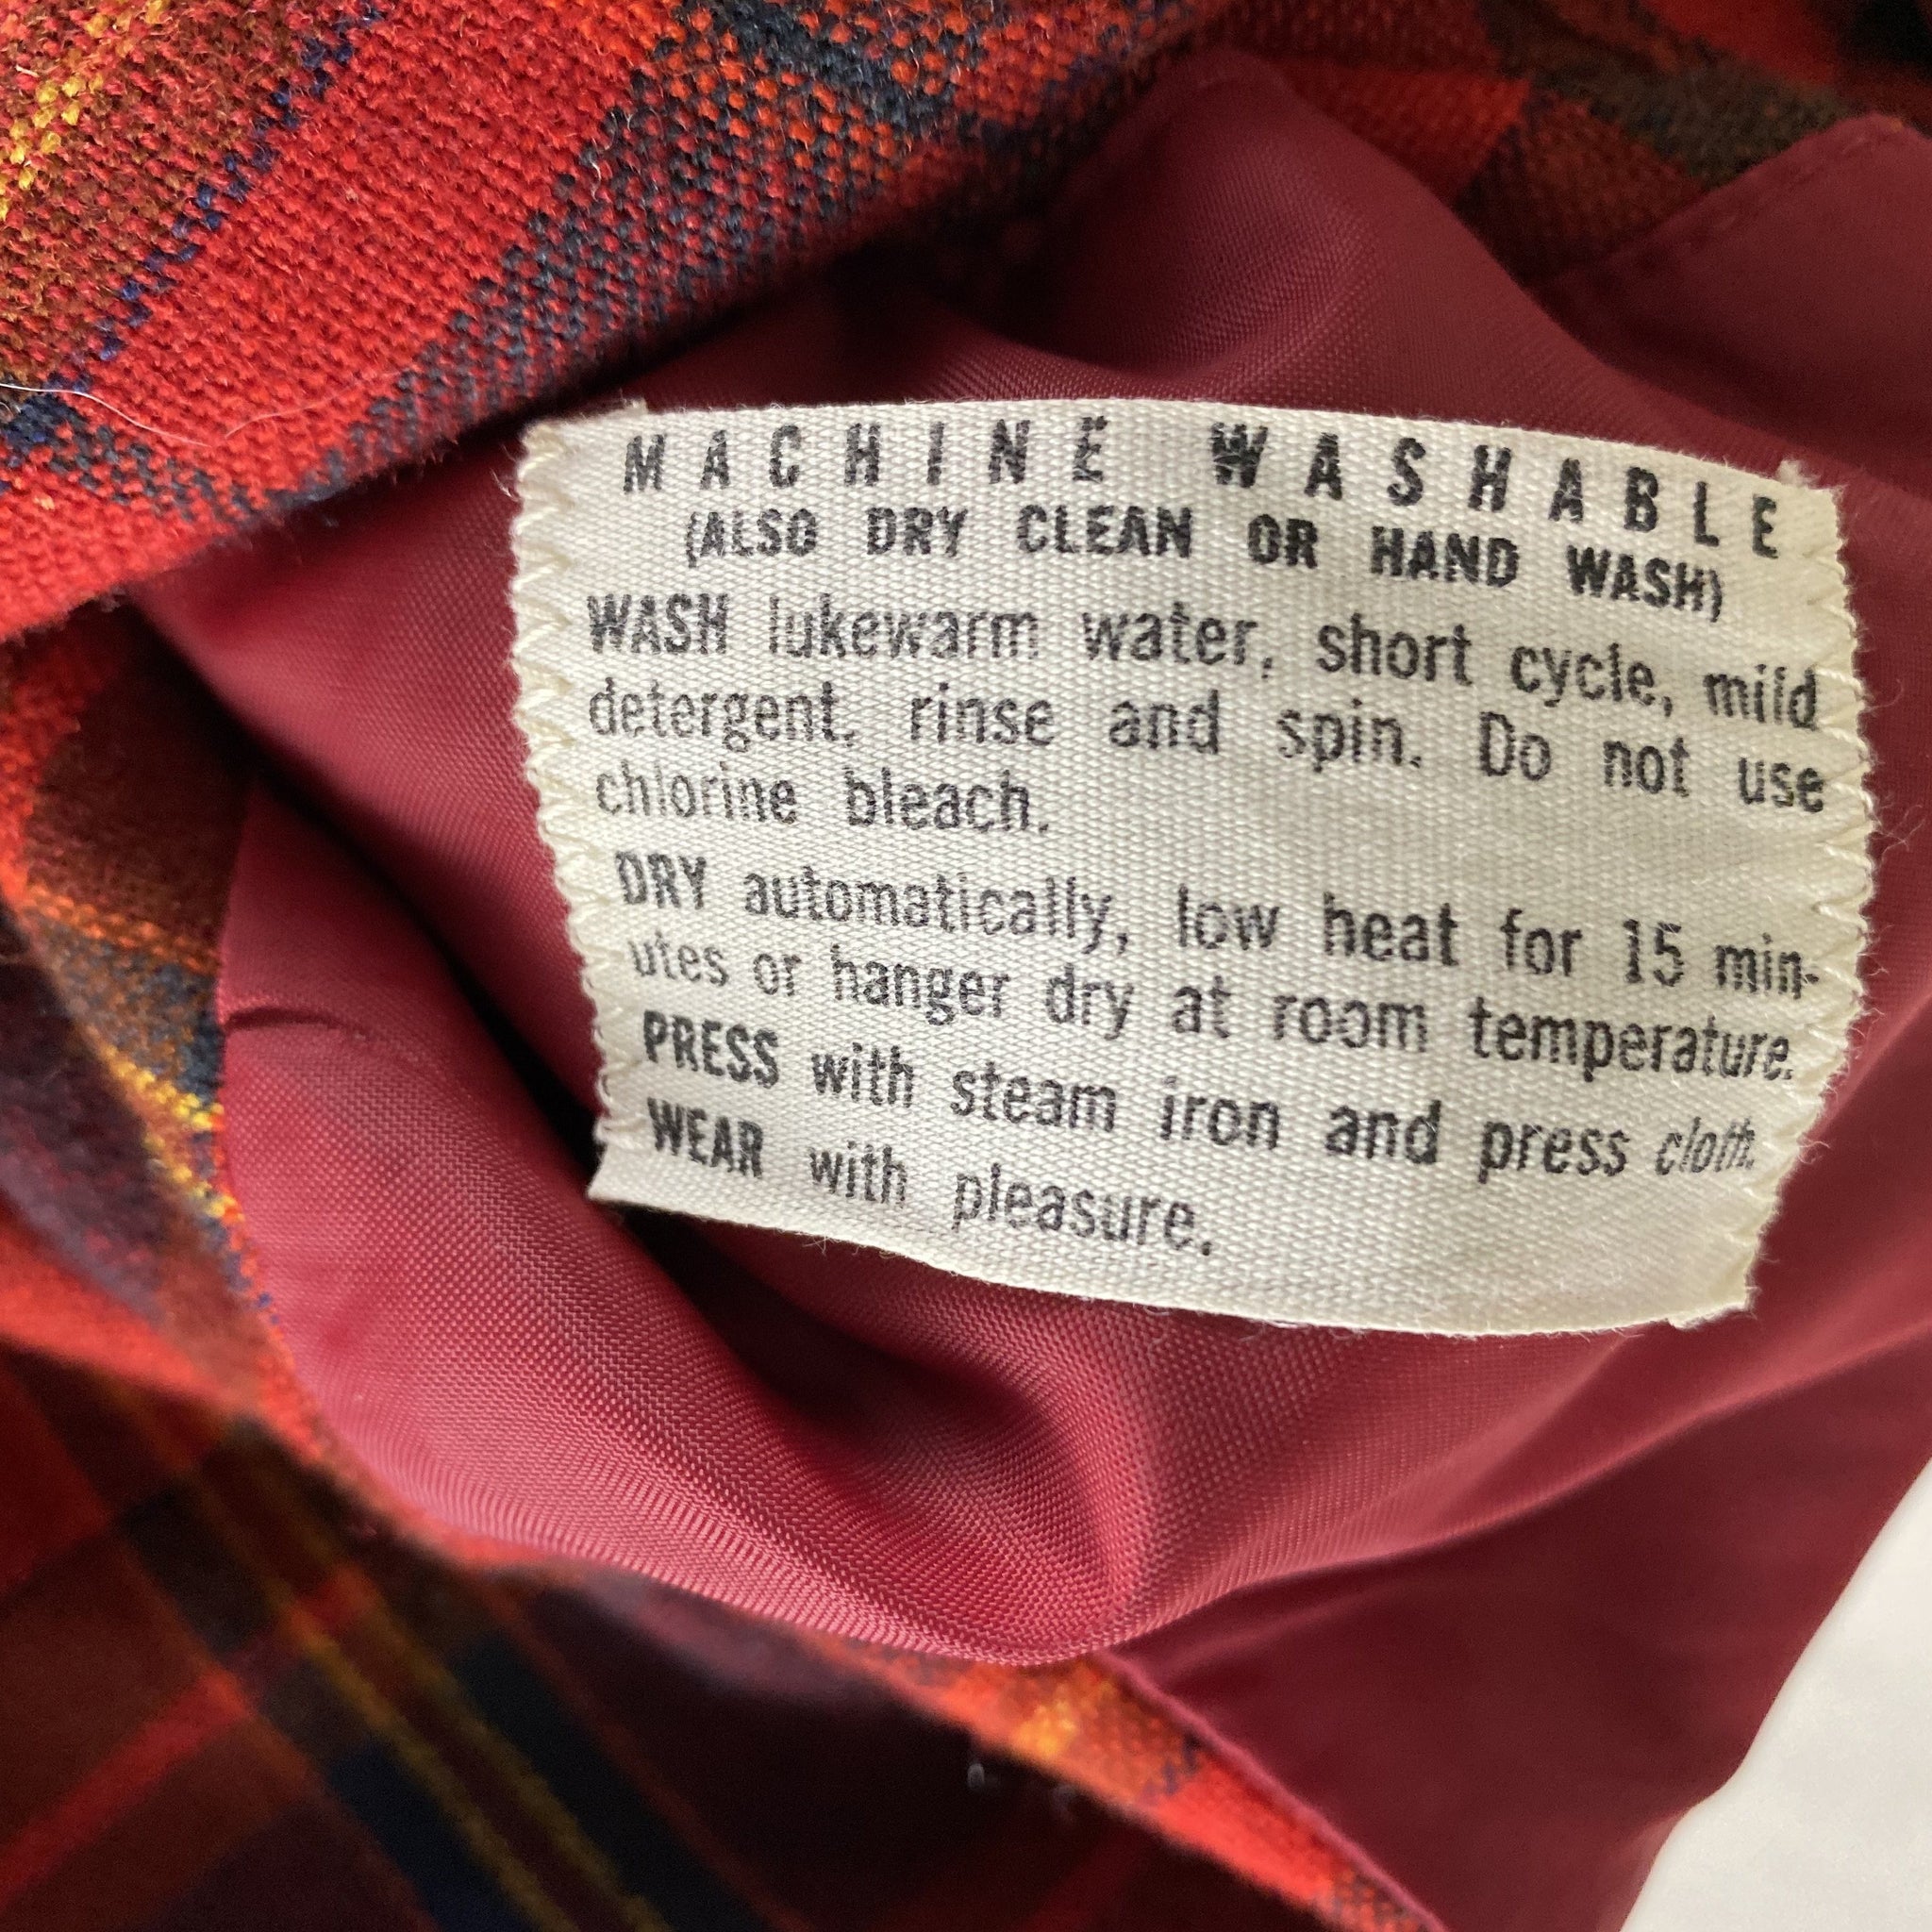 MACHINE WASHABLE
(ALSO DRY CLEAN OR HAND WASH)
WASH lukewarm water, short cycle, mild
detergent, rinse and spin. Do not use
chlorine bleach.
DRY automatically, low heat for 15 min-
utes or hanger dry at room temperature.
PRESS with steam iron and press cloth.
WEAR with pleasure.